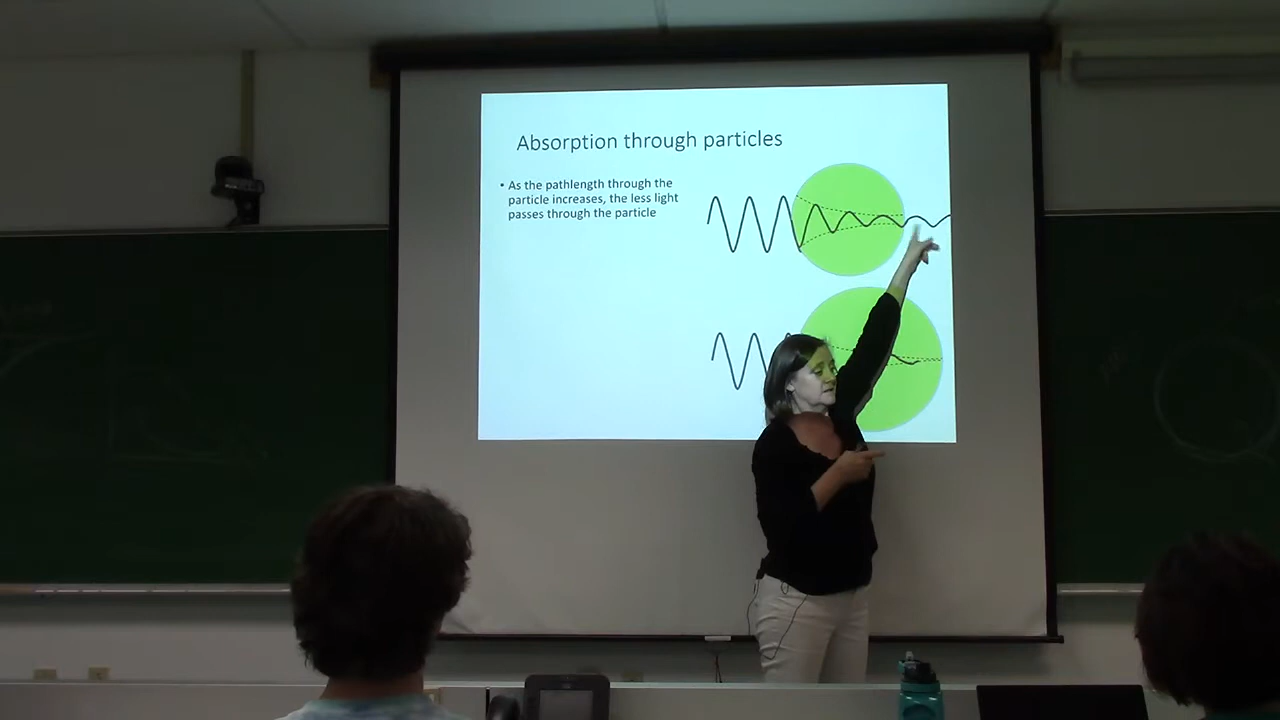 Absorption through particles
• As the pathlength through the
particle increases, the less light
passes through the particle